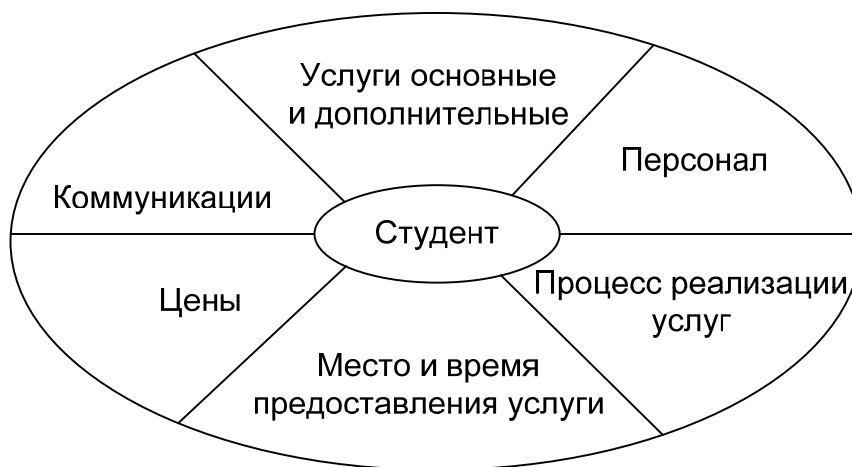 Услуги основные
и дополнительные
Персонал
Коммуникации
Студент
Процесс реализации
услуг
Цены
Место и время
предоставления услуги